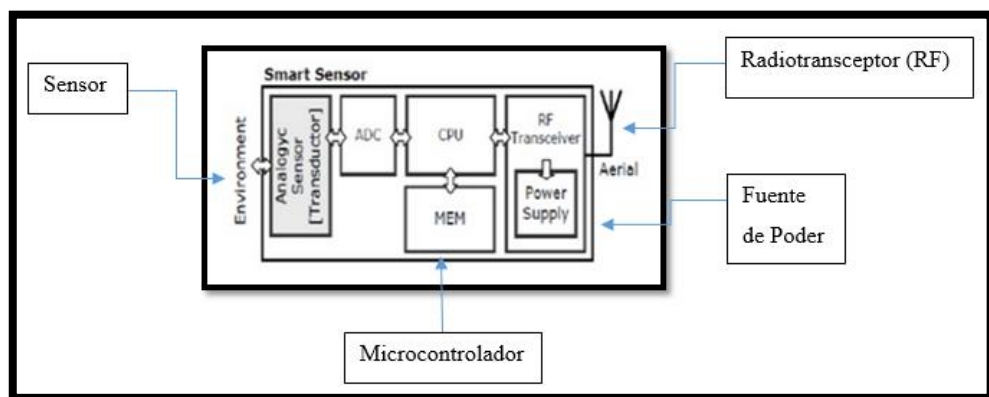 Sensor
Smart Sensor
Environment
Analogyc
Sensor
[Transductor]
ADC
CPU
MEM
RF
Transceiver
Power
Supply
Aerial
Radiotransceptor (RF)
Fuente
de Poder
Microcontrolador